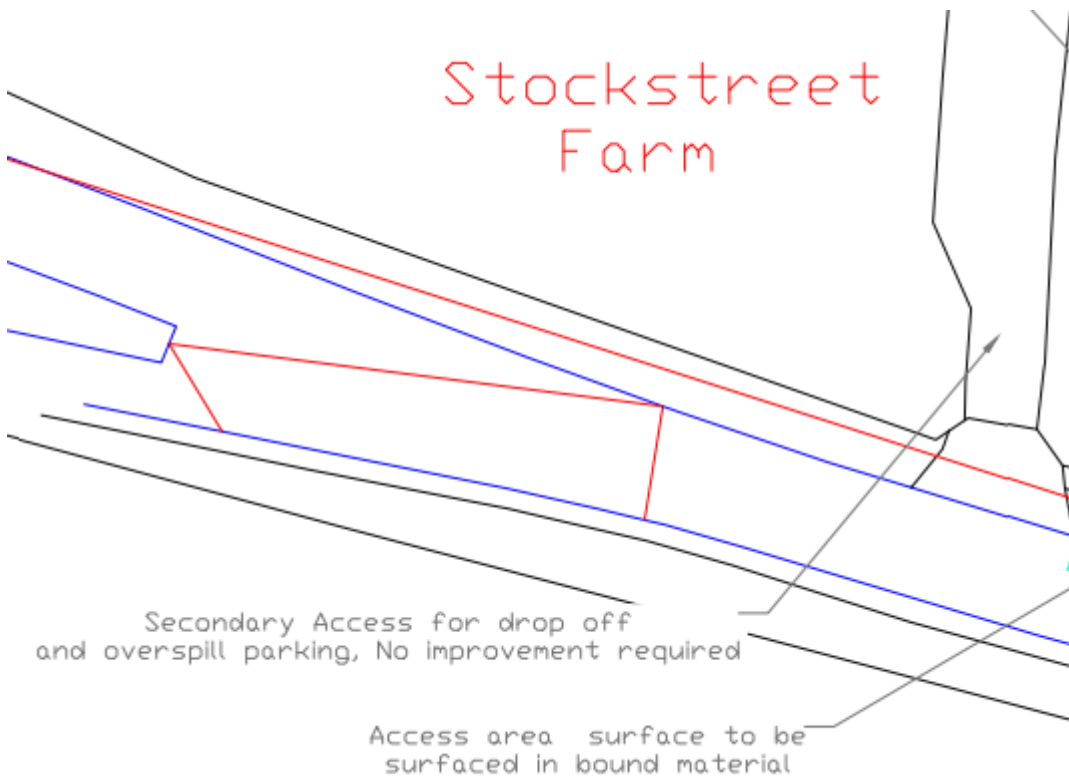 Stockstreet
Farm
Secondary Access for drop off
and overspill parking, No improvement required
Access area surface to be
surfaced in bound material